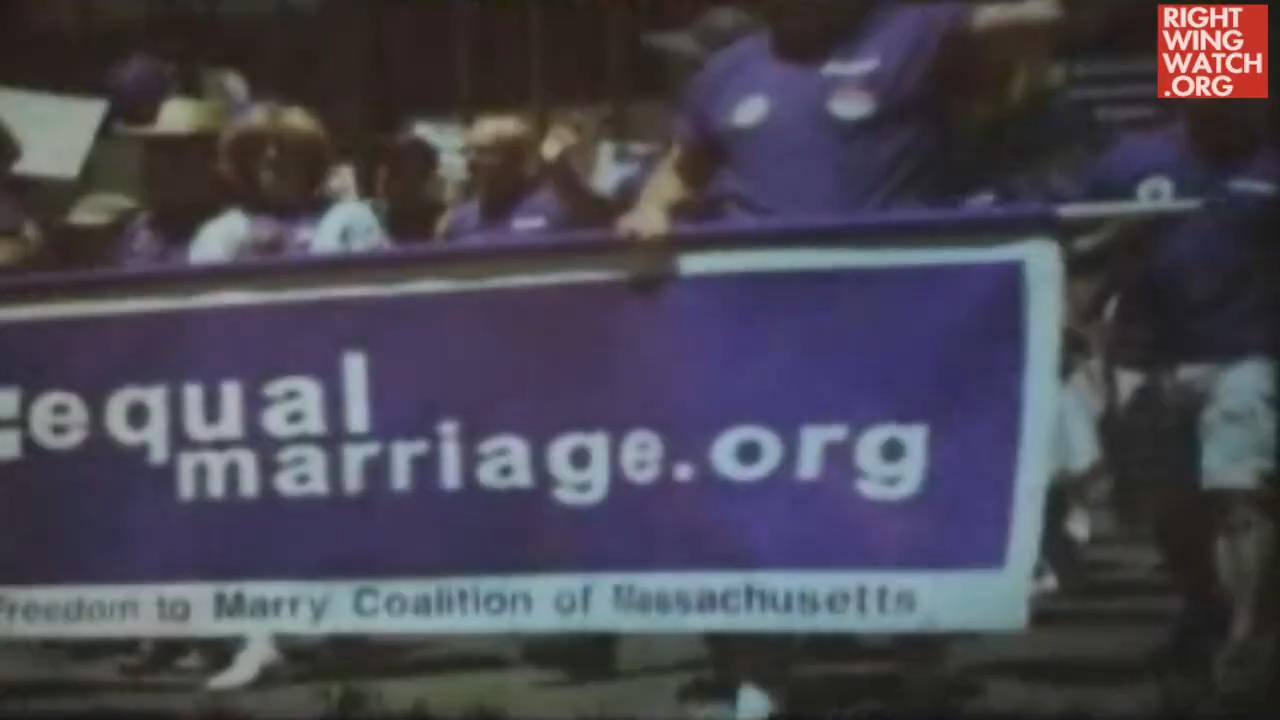 RIGHT
WING
WATCH
.ORG
equal
marriage.org
Freedom to Marry Coalition of Massachusetts